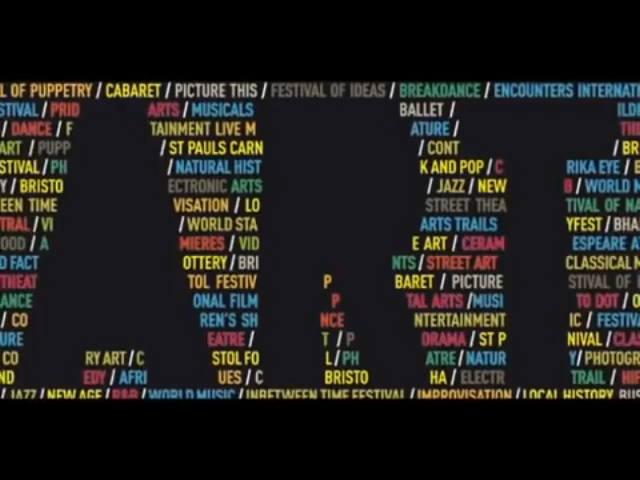 L OF PUPPETRY / CABARET / PICTURE THIS / FESTIVAL OF IDEAS / BREAKDANCE / ENCOUNTERS INTERNATI
STIVAL / PRID ARTS / MUSICALS BALLET / ILDI
/ DANCE / F TAINMENT LIVE M ATURE / THE
ART / PUPP / ST PAULS CARN / CONT / BR
STIVAL / PH / NATURAL HIST K AND POP / C RIKA EYE / B
Y / BRISTO ECTRONIC ARTS / JAZZ / NEW B / WORLD M
EEN TIME VISATION / LO STREET THEA TIVAL OF NA
TRAL / VI / WORLD STA ARTS TRAILS YFEST / BHA
OOD / A MIERES / VID E ART / CERAM ESPEARE AT
D FACT OTTERY / BRI NTS / STREET ART CLASSICAL M
THEAT TOL FESTIV P BARET / PICTURE STIVAL OF
ANCE ONAL FILM P TAL ARTS / MUSI TO DOT / O
/ CO REN'S SH NCE NTERTAINMENT IC / FESTIVA
URE EATRE / T / P DRAMA / ST P NIVAL / CLAS
CO RY ART / C STOL FO L / PH ATRE / NATUR Y / PHOTOGR
ND EDY / AFRI UES / C BRISTO HA / ELECTR TRAIL / HIP
/ JAZZ / NEW AGE / R&B / WORLD MUSIC / INBETWEEN TIME FESTIVAL / IMPROVISATION / LOCAL HISTORY BUS